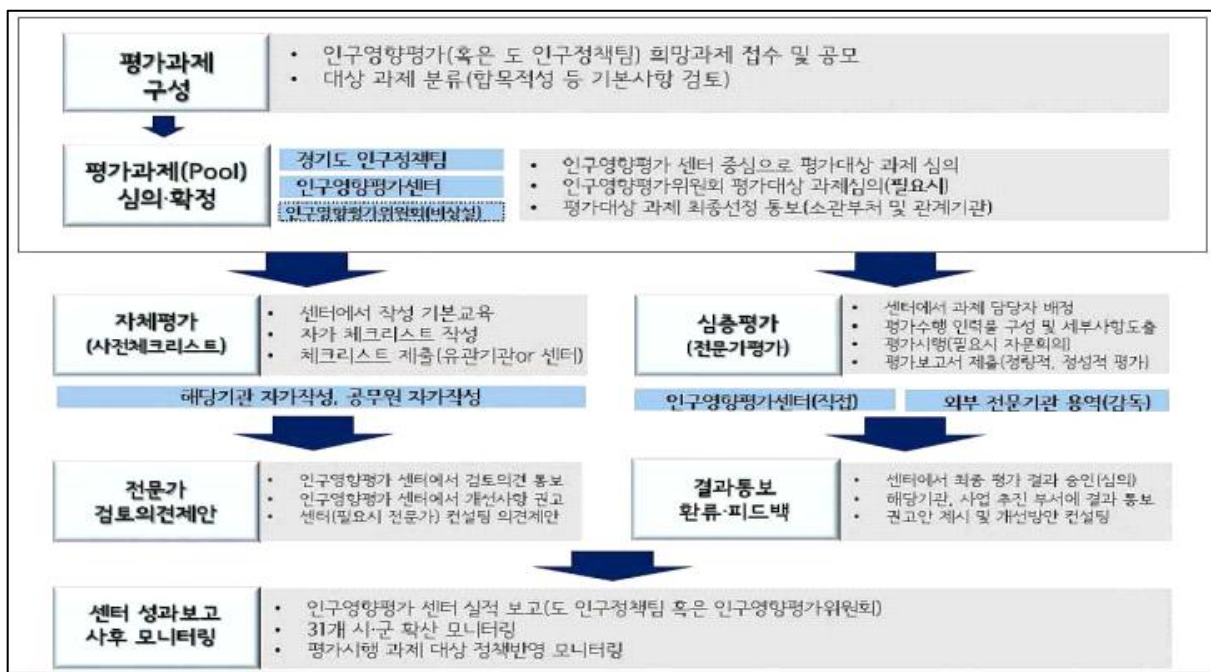 평가과제
구성
• 인구영향평가(혹은 도 인구정책팀) 희망과제 접수 및 공모
• 대상 과제 분류(합목적성 등 기본사항 검토)
평가과제(Pool)
심의·확정
경기도 인구정책팀
인구영향평가센터
인구영향평가위원회(비상설)
• 인구영향평가 센터 중심으로 평가대상 과제 심의
• 인구영향평가위원회 평가대상 과제심의(필요시)
• 평가대상 과제 최종선정 통보(소관부처 및 관계기관)
자체평가
(사전체크리스트)
• 센터에서 작성 기본교육
• 자가 체크리스트 작성
• 체크리스트 제출(유관기관or 센터)
해당기관 자가작성, 공무원 자가작성
심층평가
(전문가평가)
• 센터에서 과제 담당자 배정
• 평가수행 인력풀 구성 및 세부사항도출
• 평가시행(필요시 자문회의)
• 평가보고서 제출(정량적, 정성적 평가)
인구영향평가센터(직접)
외부 전문기관 용역(감독)
전문가
검토의견제안
• 인구영향평가 센터에서 검토의견 통보
• 인구영향평가 센터에서 개선사항 권고
• 센터(필요시 전문가) 컨설팅 의견제안
결과통보
환류·피드백
• 센터에서 최종 평가 결과 승인(심의)
• 해당기관, 사업 추진 부서에 결과 통보
• 권고안 제시 및 개선방안 컨설팅
센터 성과보고
사후 모니터링
• 인구영향평가 센터 실적 보고(도 인구정책팀 혹은 인구영향평가위원회)
• 31개 시·군 확산 모니터링
• 평가시행 과제 대상 정책반영 모니터링